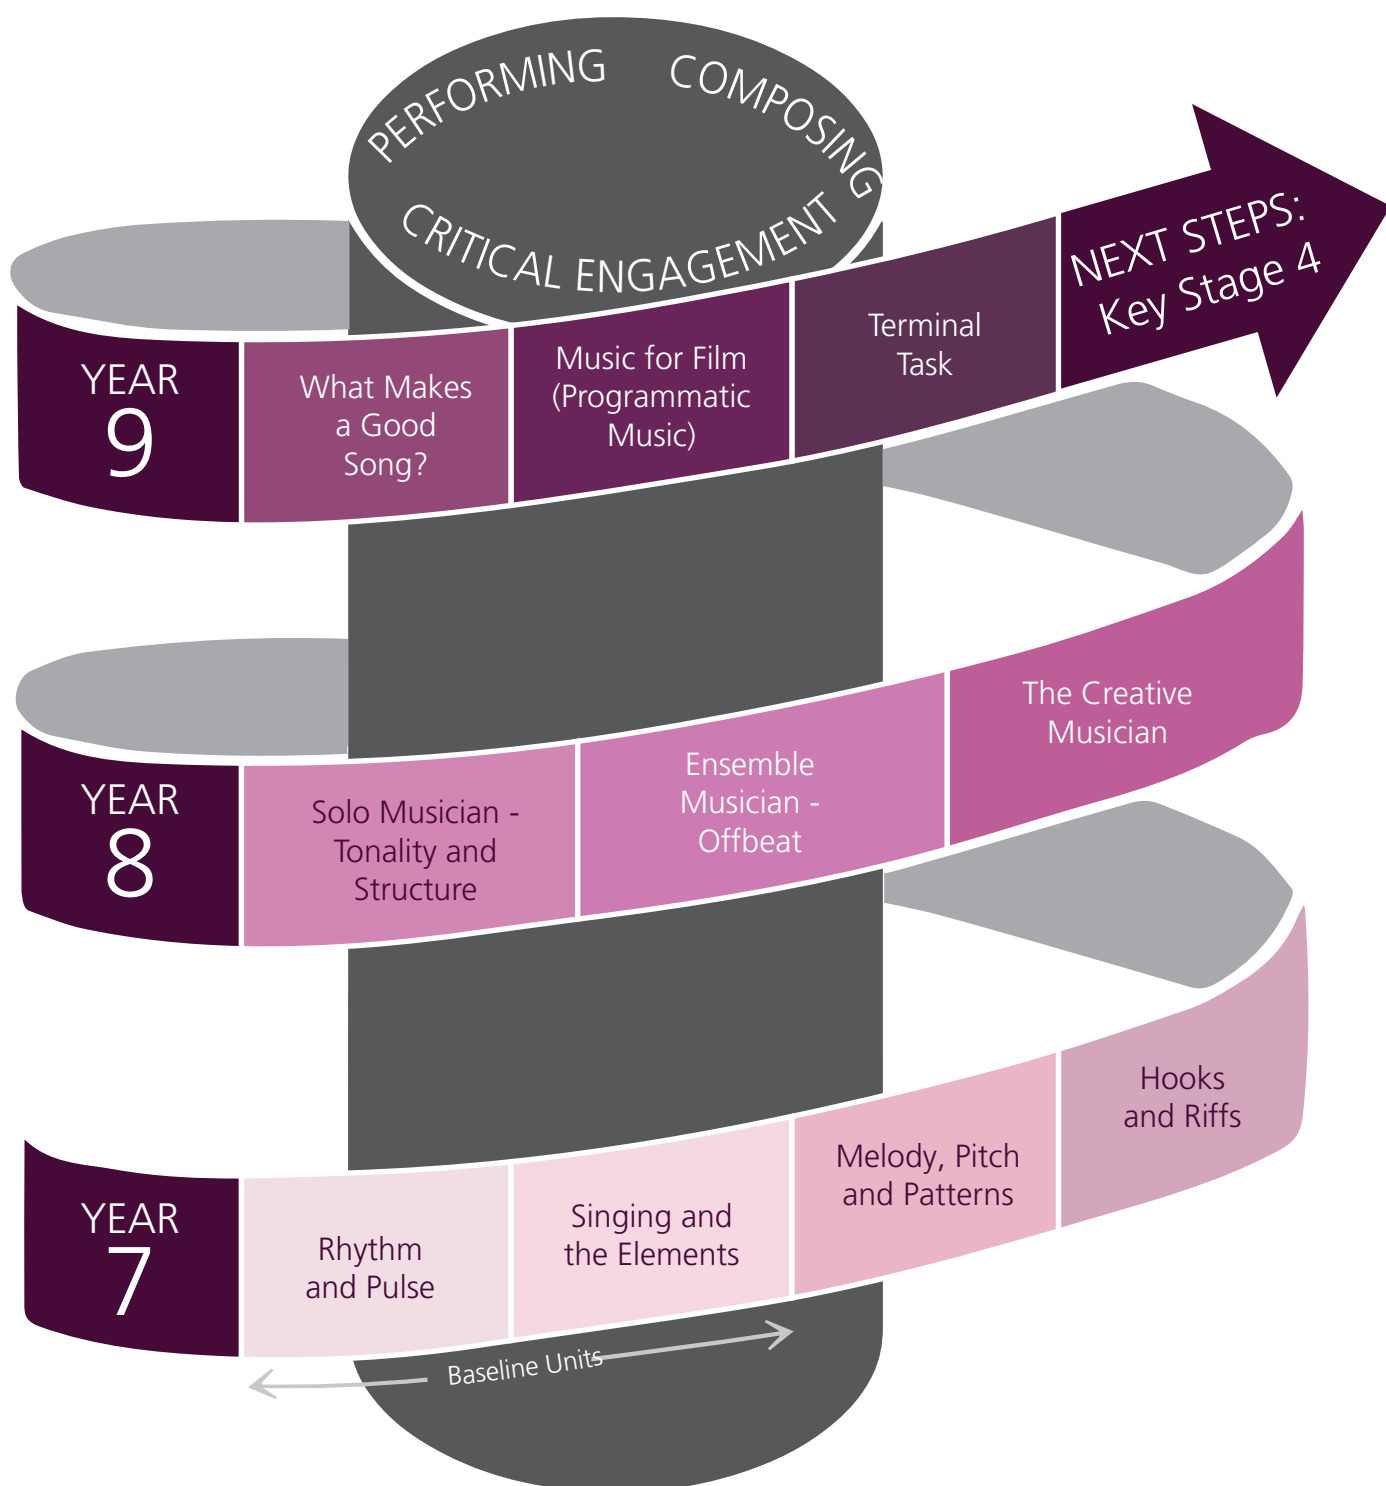 PERFORMING
COMPOSING
CRITICAL ENGAGEMENT
NEXT STEPS:
Key Stage 4
YEAR
9
What Makes
a Good
Song?
Music for Film
(Programmatic
Music)
Terminal
Task
YEAR
8
Solo Musician -
Tonality and
Structure
Ensemble
Musician -
Offbeat
The Creative
Musician
YEAR
7
Rhythm
and Pulse
Singing and
the Elements
Melody, Pitch
and Patterns
Hooks
and Riffs
Baseline Units